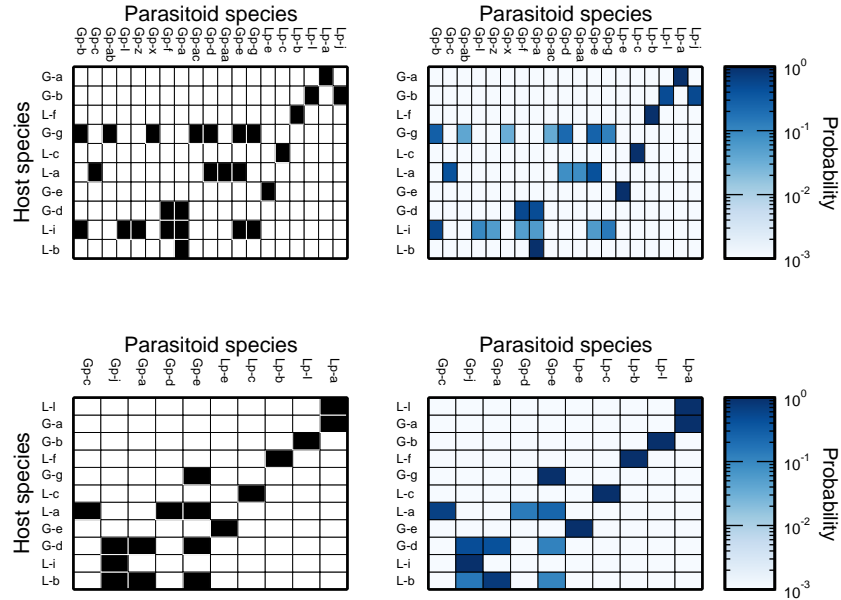 Parasitoid species
Parasitoid species
Gp-b Gp-c Gp-ab Gp-l Gp-z Gp-x Gp-f Gp-a Gp-ac Gp-d Gp-aa Gp-e Gp-g Lp-e Lp-c Lp-b Lp-l Lp-a Lp-j
Gp-b Gp-c Gp-ab Gp-l Gp-z Gp-x Gp-f Gp-a Gp-ac Gp-d Gp-aa Gp-e Gp-g Lp-e Lp-c Lp-b Lp-l Lp-a Lp-j
Host species
G-a
G-b
L-f
G-g
L-c
L-a
G-e
G-d
L-i
L-b
10^0
10^-1
10^-2
10^-3
Probability
Parasitoid species
Parasitoid species
Gp-c Gp-j Gp-a Gp-d Gp-e Lp-e Lp-c Lp-b Lp-l Lp-a
Gp-c Gp-j Gp-a Gp-d Gp-e Lp-e Lp-c Lp-b Lp-l Lp-a
Host species
L-l
G-a
G-b
L-f
G-g
L-c
L-a
G-e
G-d
L-i
L-b
10^0
10^-1
10^-2
10^-3
Probability